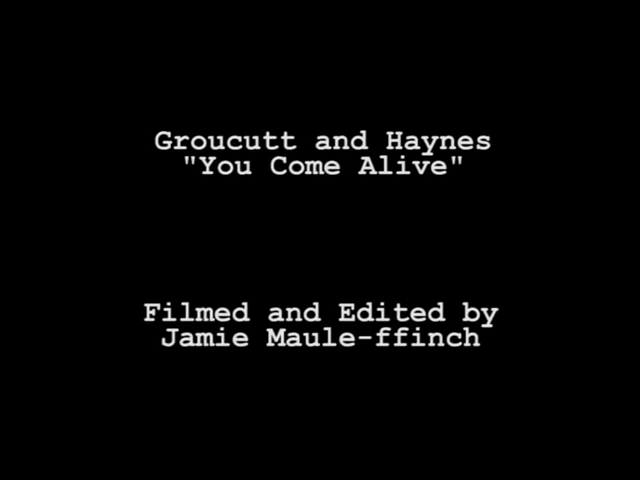 Groucutt and Haynes
"You Come Alive"
Filmed and Edited by
Jamie Maule-ffinch